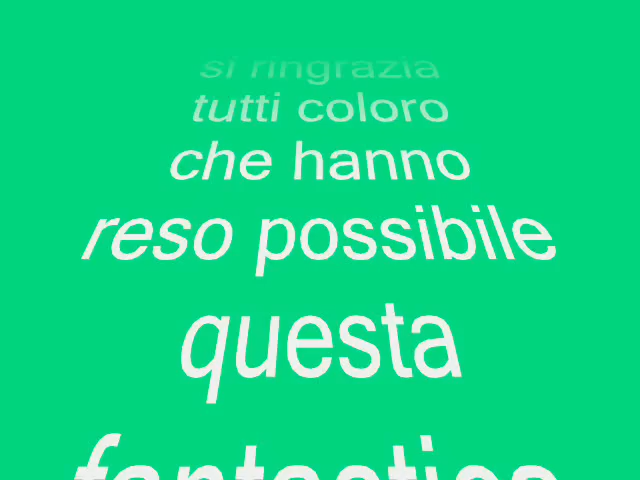 si ringrazia
tutti coloro
che hanno
reso possibile
questa